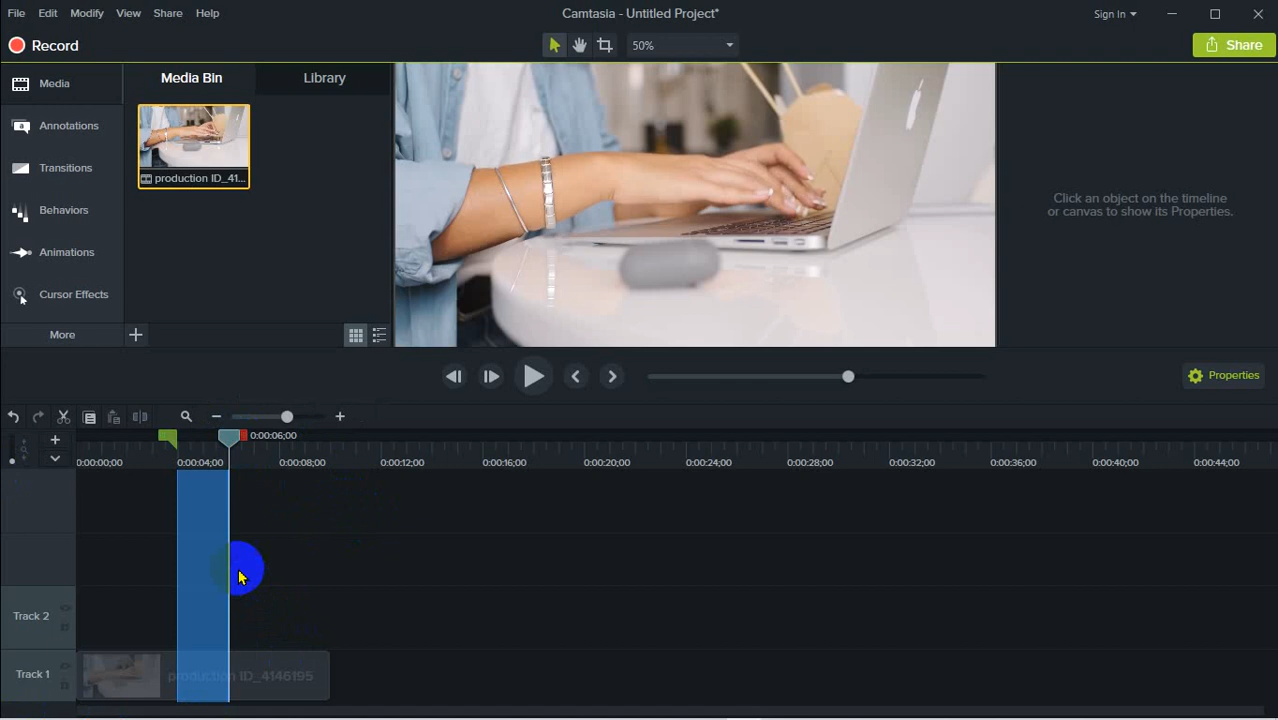 File Edit Modify View Share Help
Camtasia - Untitled Project*
Sign In
Record
50%
Share
Media
Annotations
Transitions
Behaviors
Animations
Cursor Effects
More
Media Bin
Library
production ID_41...
Click an object on the timeline
or canvas to show its Properties.
Properties
0:00:06;00
0:00:00;00 0:00:04;00 0:00:08;00 0:00:12;00 0:00:16;00 0:00:20;00 0:00:24;00 0:00:28;00 0:00:32;00 0:00:36;00 0:00:40;00 0:00:44;00
Track 2
Track 1
production ID_4146195